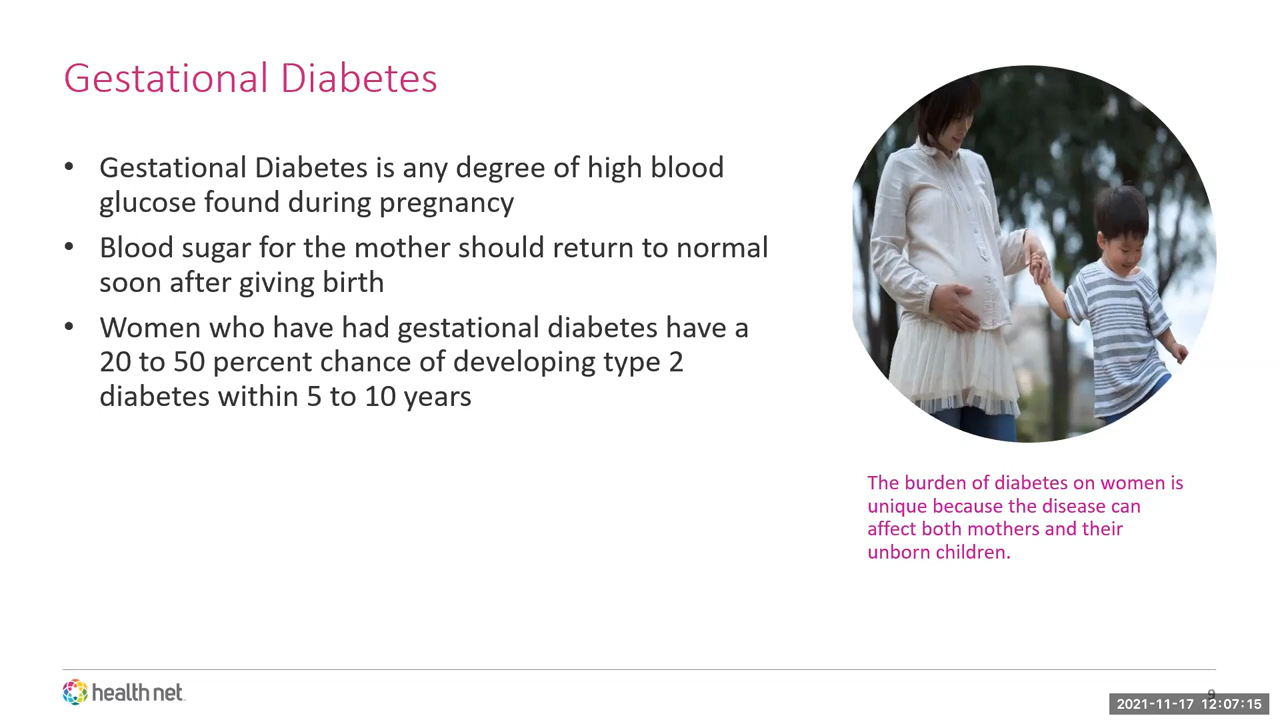 Gestational Diabetes
• Gestational Diabetes is any degree of high blood
glucose found during pregnancy
• Blood sugar for the mother should return to normal
soon after giving birth
• Women who have had gestational diabetes have a
20 to 50 percent chance of developing type 2
diabetes within 5 to 10 years
The burden of diabetes on women is
unique because the disease can
affect both mothers and their
unborn children.
health net
9
2021-11-17 12:07:15